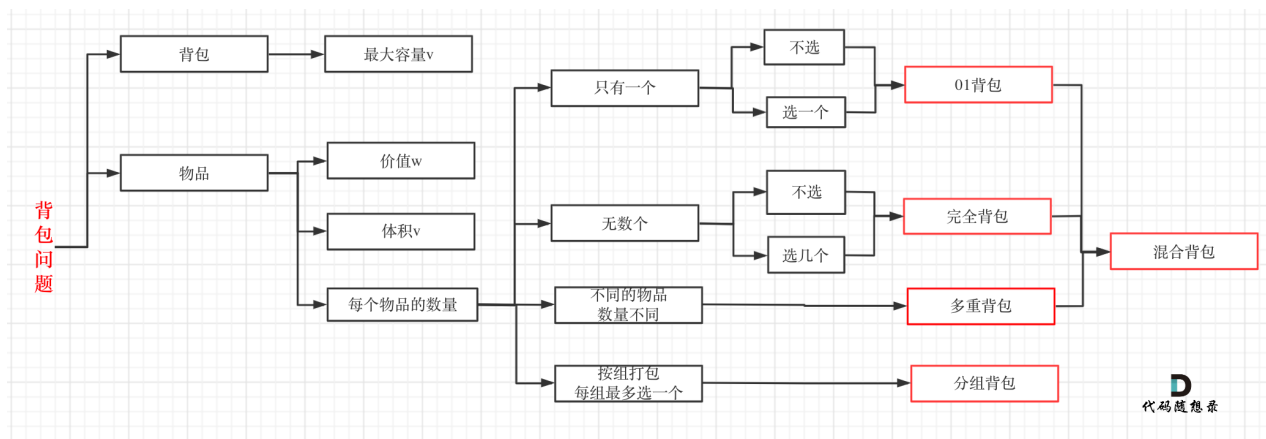 背包问题
背包
最大容量v
物品
价值w
体积v
每个物品的数量
只有一个
不选
选一个
01背包
无数个
不选
选几个
完全背包
不同的物品
数量不同
多重背包
混合背包
按组打包
每组最多选一个
分组背包
代码随想录